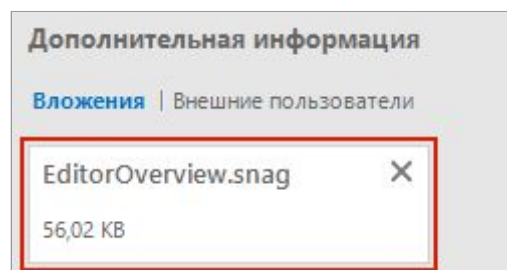 Дополнительная информация
Вложения | Внешние пользователи
EditorOverview.snag
56,02 KB